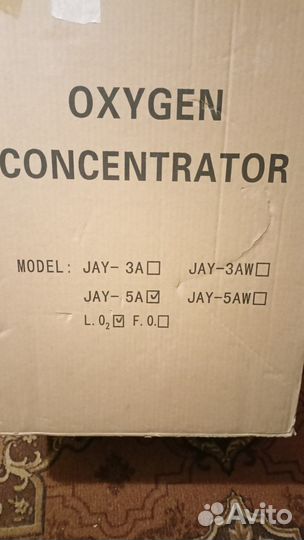 OXYGEN
CONCENTRATOR
MODEL: JAY-3A☐ JAY-3AW☐
JAY-5A☑ JAY-5AW☐
L.O₂☑ F.O.☐
Avito